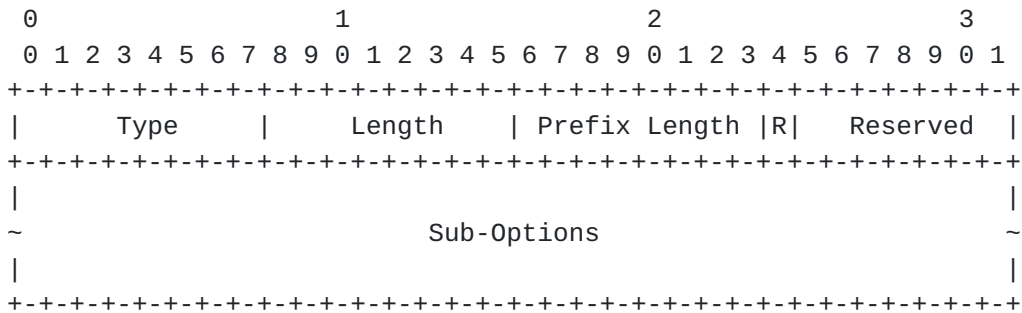 0                   1                   2                   3
 0 1 2 3 4 5 6 7 8 9 0 1 2 3 4 5 6 7 8 9 0 1 2 3 4 5 6 7 8 9 0 1
+-+-+-+-+-+-+-+-+-+-+-+-+-+-+-+-+-+-+-+-+-+-+-+-+-+-+-+-+-+-+-+-+
|      Type     |     Length    | Prefix Length |R|   Reserved  |
+-+-+-+-+-+-+-+-+-+-+-+-+-+-+-+-+-+-+-+-+-+-+-+-+-+-+-+-+-+-+-+-+
|                                                               |
~                          Sub-Options                          ~
|                                                               |
+-+-+-+-+-+-+-+-+-+-+-+-+-+-+-+-+-+-+-+-+-+-+-+-+-+-+-+-+-+-+-+-+